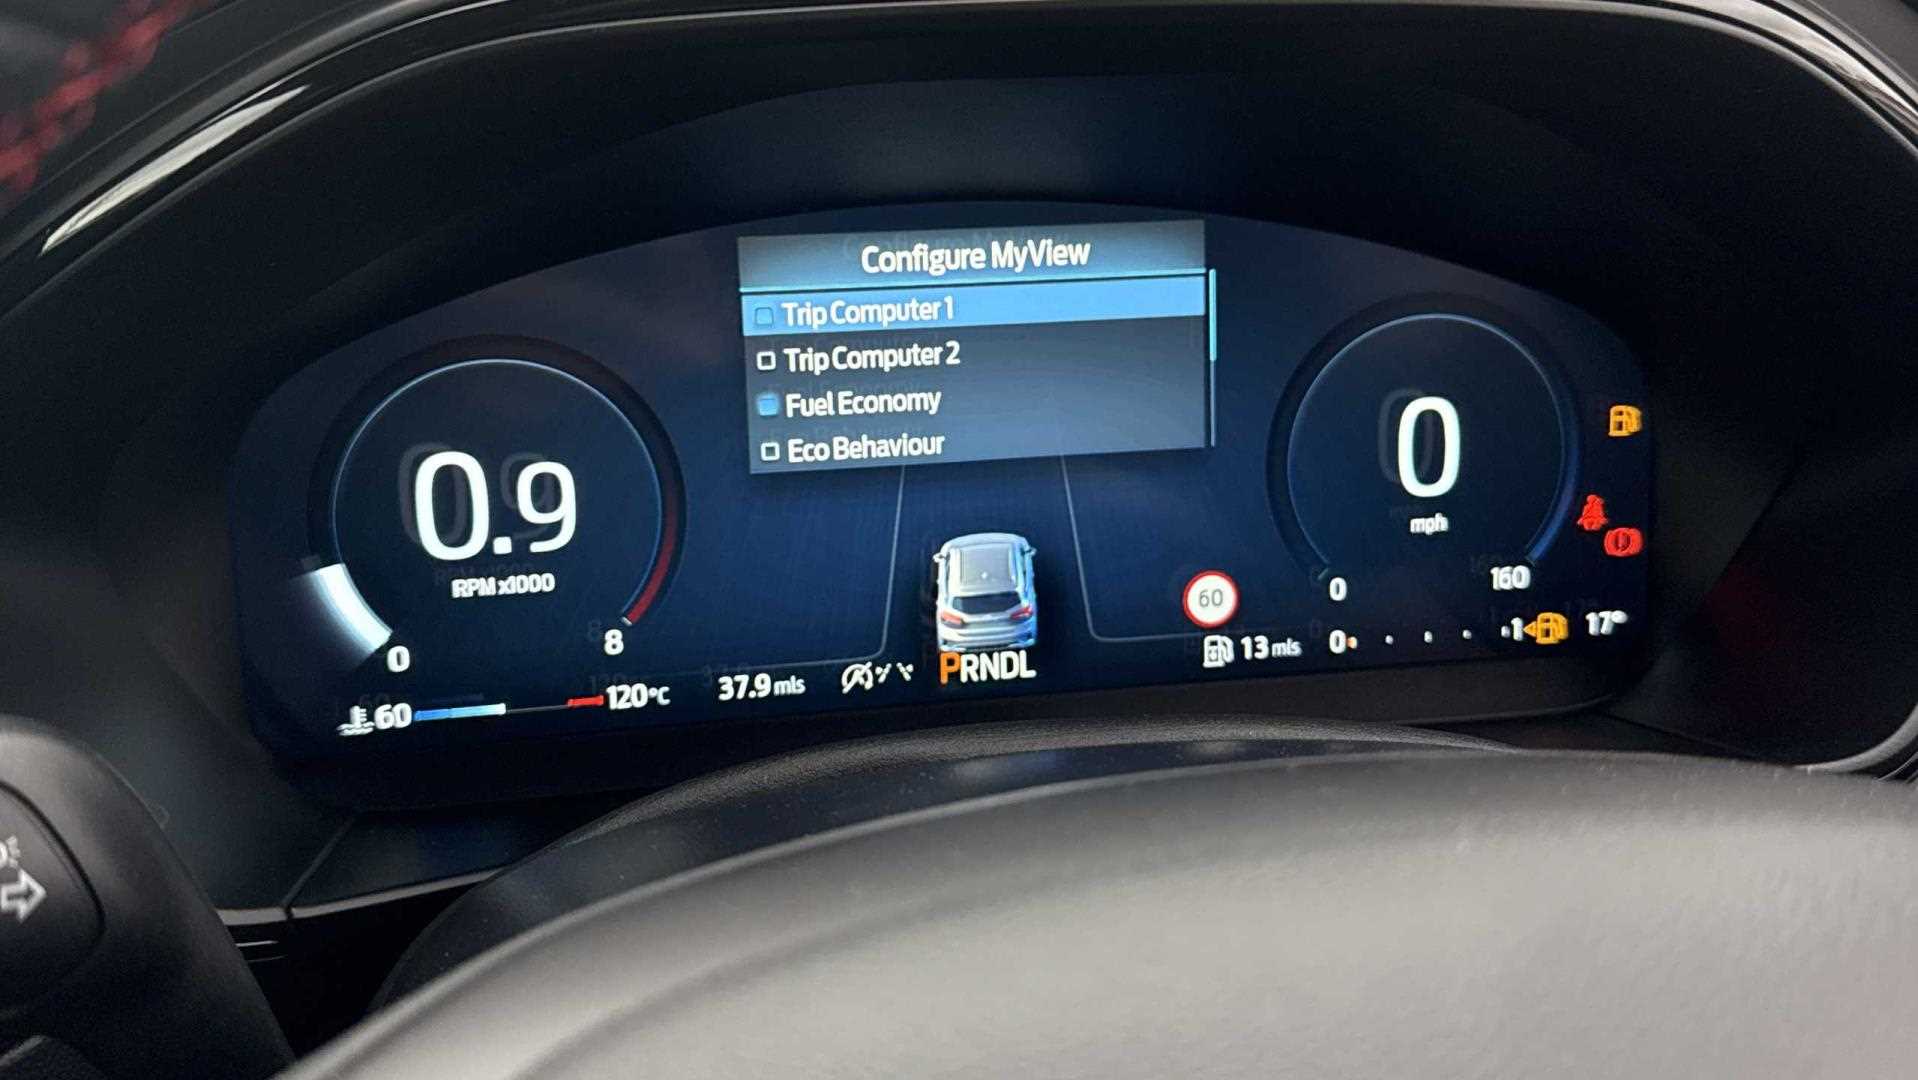 Configure MyView
Trip Computer 1
Trip Computer 2
Fuel Economy
Eco Behaviour
0.9
RPM x1000
0
8
0
mph
0
160
60
60
120°C
37.9 mls
PRNDL
13 mls
0
1
17°